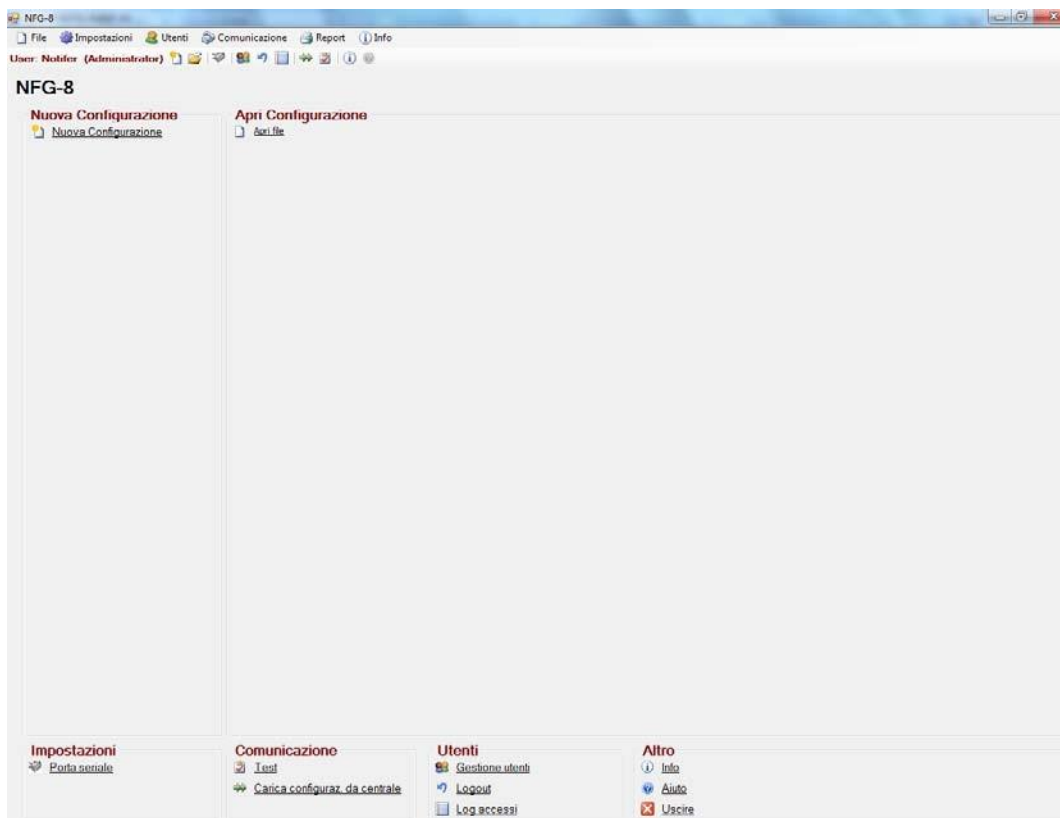 NFG-8
File Impostazioni Utenti Comunicazione Report Info
User: Notifer (Administrator)
NFG-8
Nuova Configurazione
Nuova Configurazione
Apri Configurazione
Apri file
Impostazioni
Porta seriale
Comunicazione
Test
Carica configuraz. da centrale
Utenti
Gestione utenti
Logout
Log accessi
Altro
Info
Aiuto
Uscire